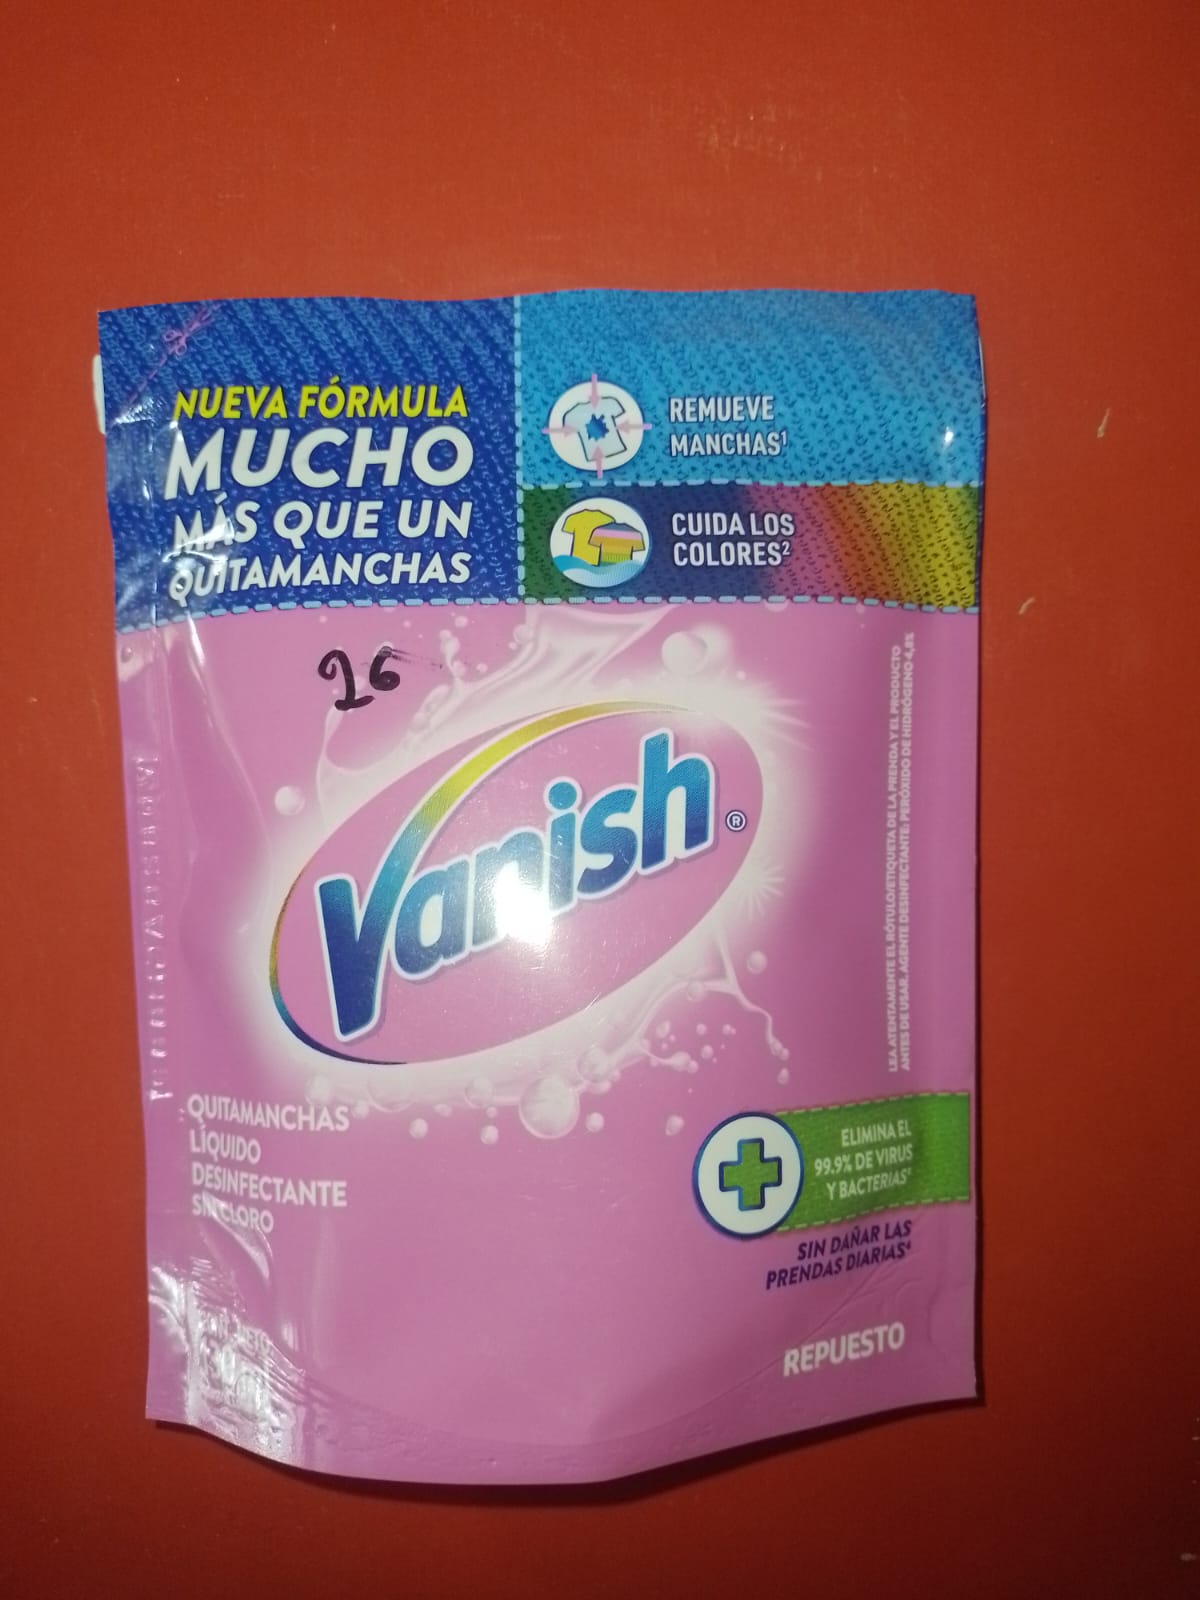 NUEVA FÓRMULA
MUCHO
MÁS QUE UN
QUITAMANCHAS
REMUEVE
MANCHAS¹
CUIDA LOS
COLORES²
26
Vanish®
LEA ATENTAMENTE EL RÓTULO/ETIQUETA DE LA PRENDA Y EL PRODUCTO
ANTES DE USAR. AGENTE DESINFECTANTE: PERÓXIDO DE HIDRÓGENO 4,8%
QUITAMANCHAS
LÍQUIDO
DESINFECTANTE
SIN CLORO
ELIMINA EL
99.9% DE VIRUS
Y BACTERIAS³
SIN DAÑAR LAS
PRENDAS DIARIAS⁴
REPUESTO